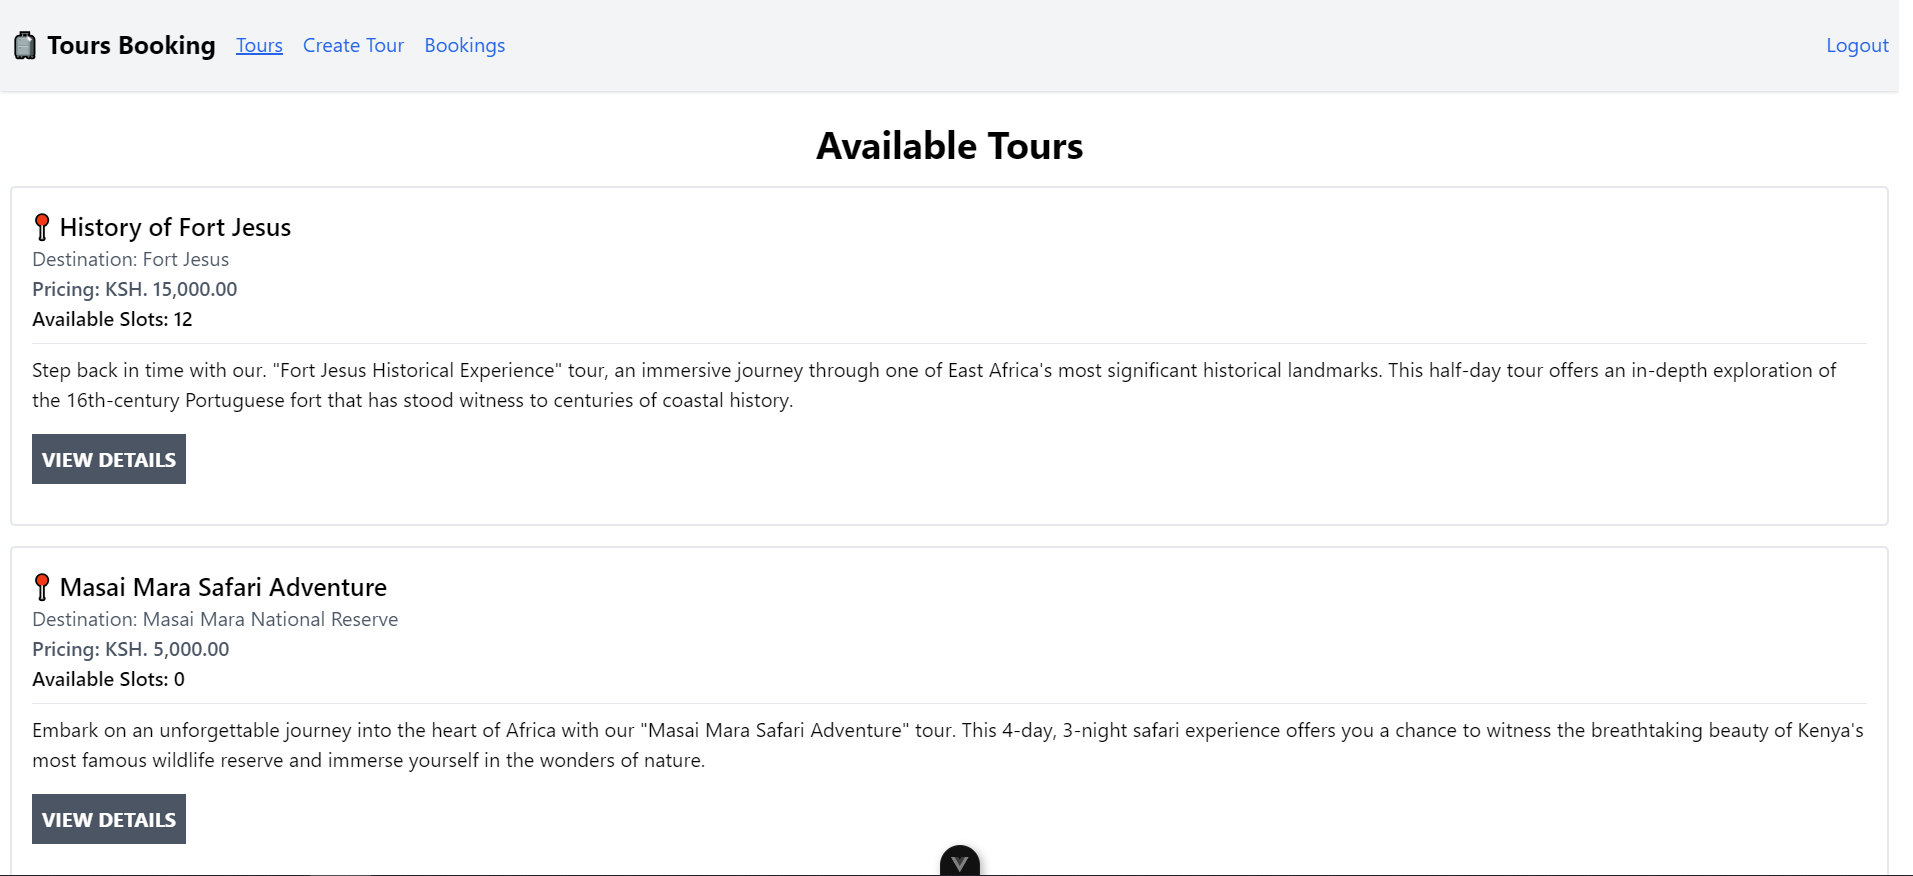 Tours Booking Tours Create Tour Bookings Logout
Available Tours
History of Fort Jesus
Destination: Fort Jesus
Pricing: KSH. 15,000.00
Available Slots: 12
Step back in time with our. "Fort Jesus Historical Experience" tour, an immersive journey through one of East Africa's most significant historical landmarks. This half-day tour offers an in-depth exploration of
the 16th-century Portuguese fort that has stood witness to centuries of coastal history.
VIEW DETAILS
Masai Mara Safari Adventure
Destination: Masai Mara National Reserve
Pricing: KSH. 5,000.00
Available Slots: 0
Embark on an unforgettable journey into the heart of Africa with our "Masai Mara Safari Adventure" tour. This 4-day, 3-night safari experience offers you a chance to witness the breathtaking beauty of Kenya's
most famous wildlife reserve and immerse yourself in the wonders of nature.
VIEW DETAILS